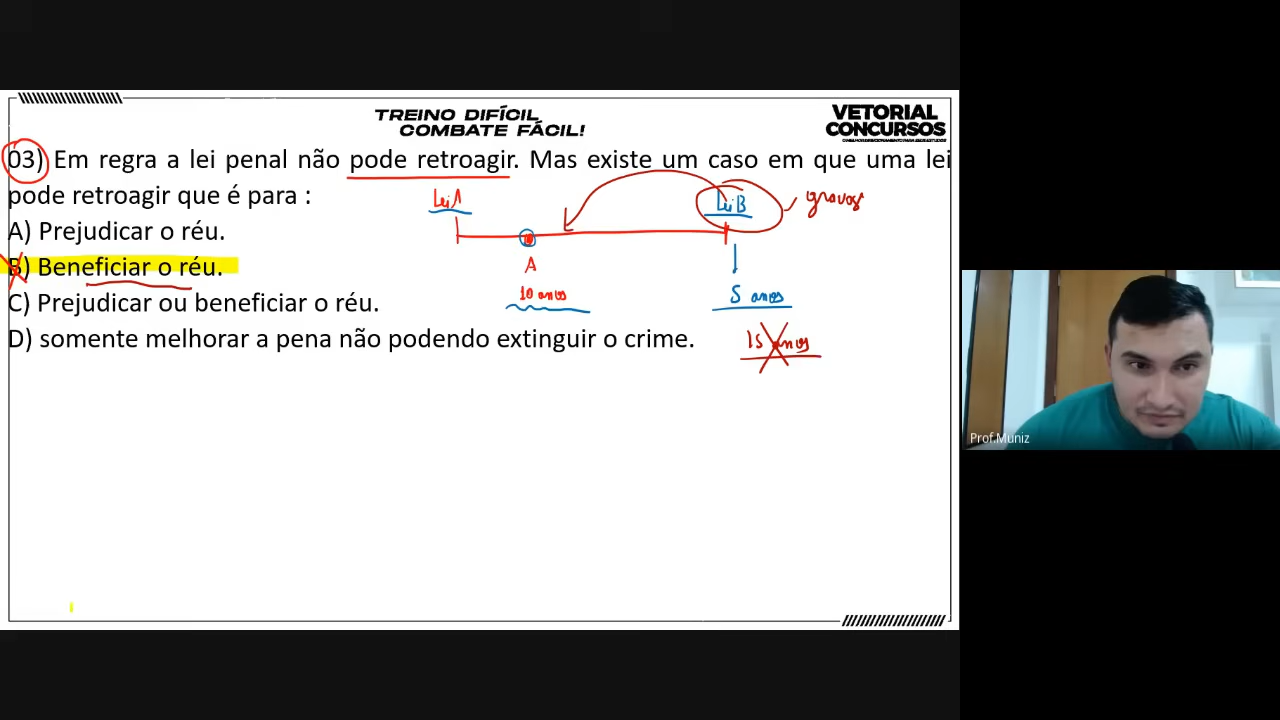 TREINO DIFÍCIL
COMBATE FÁCIL!
VETORIAL
CONCURSOS
03) Em regra a lei penal não pode retroagir. Mas existe um caso em que uma lei
pode retroagir que é para :
Lei A
Lei B
A) Prejudicar o réu.
B) Beneficiar o réu.
A
C) Prejudicar ou beneficiar o réu.
10 anos
5 anos
D) somente melhorar a pena não podendo extinguir o crime.
15 anos
Prof.Muniz